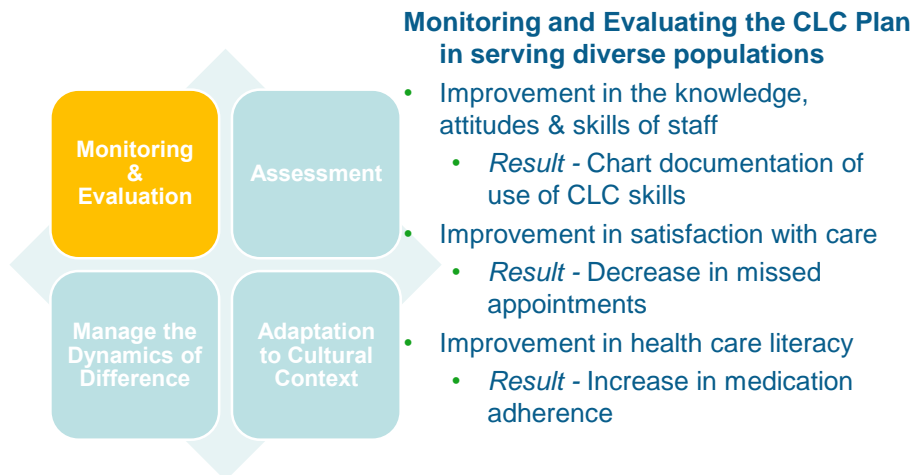 Monitoring and Evaluating the CLC Plan
in serving diverse populations
• Improvement in the knowledge,
attitudes & skills of staff
• Result - Chart documentation of
use of CLC skills
• Improvement in satisfaction with care
• Result - Decrease in missed
appointments
• Improvement in health care literacy
• Result - Increase in medication
adherence
Monitoring
&
Evaluation
Assessment
Manage the
Dynamics of
Difference
Adaptation
to Cultural
Context